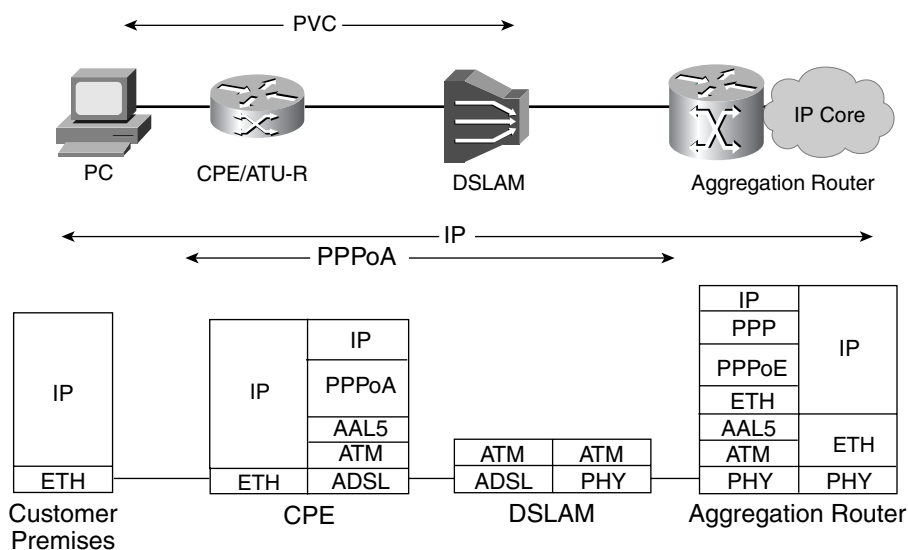 PVC
IP Core
PC
CPE/ATU-R
DSLAM
Aggregation Router
IP
PPPoA
IP
ETH
Customer
Premises
IP
ETH
IP
PPPoA
AAL5
ATM
ADSL
CPE
ATM
ADSL
ATM
PHY
DSLAM
IP
PPP
PPPoE
ETH
AAL5
ATM
PHY
IP
ETH
PHY
Aggregation Router